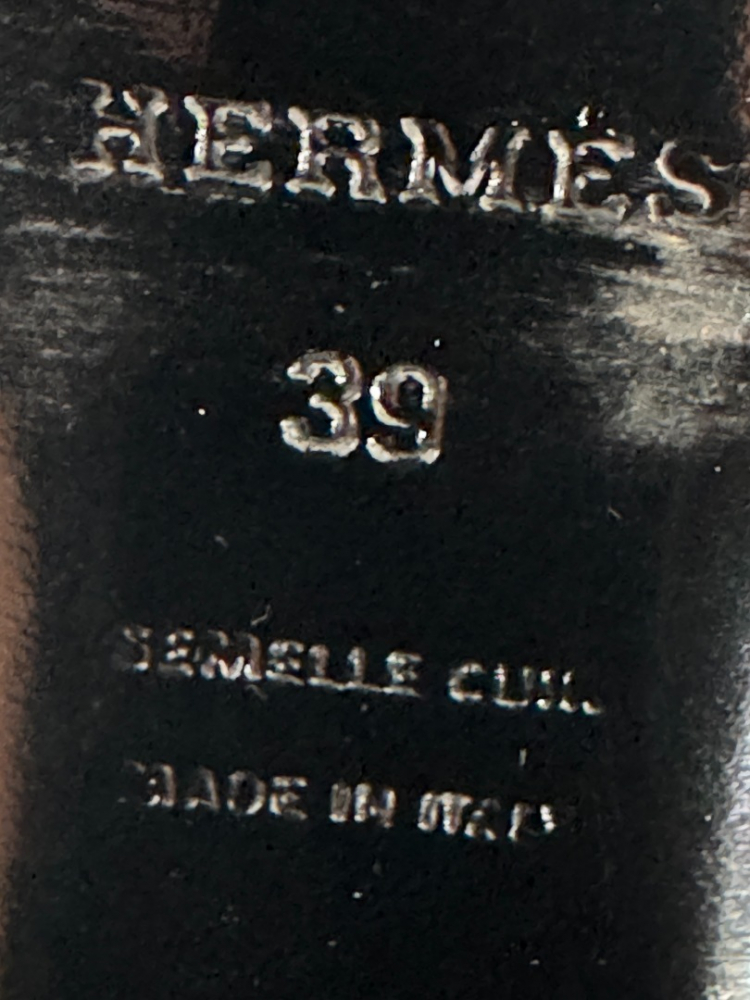 HERMÈS
39
SEMELLE CUIR
MADE IN ITALY